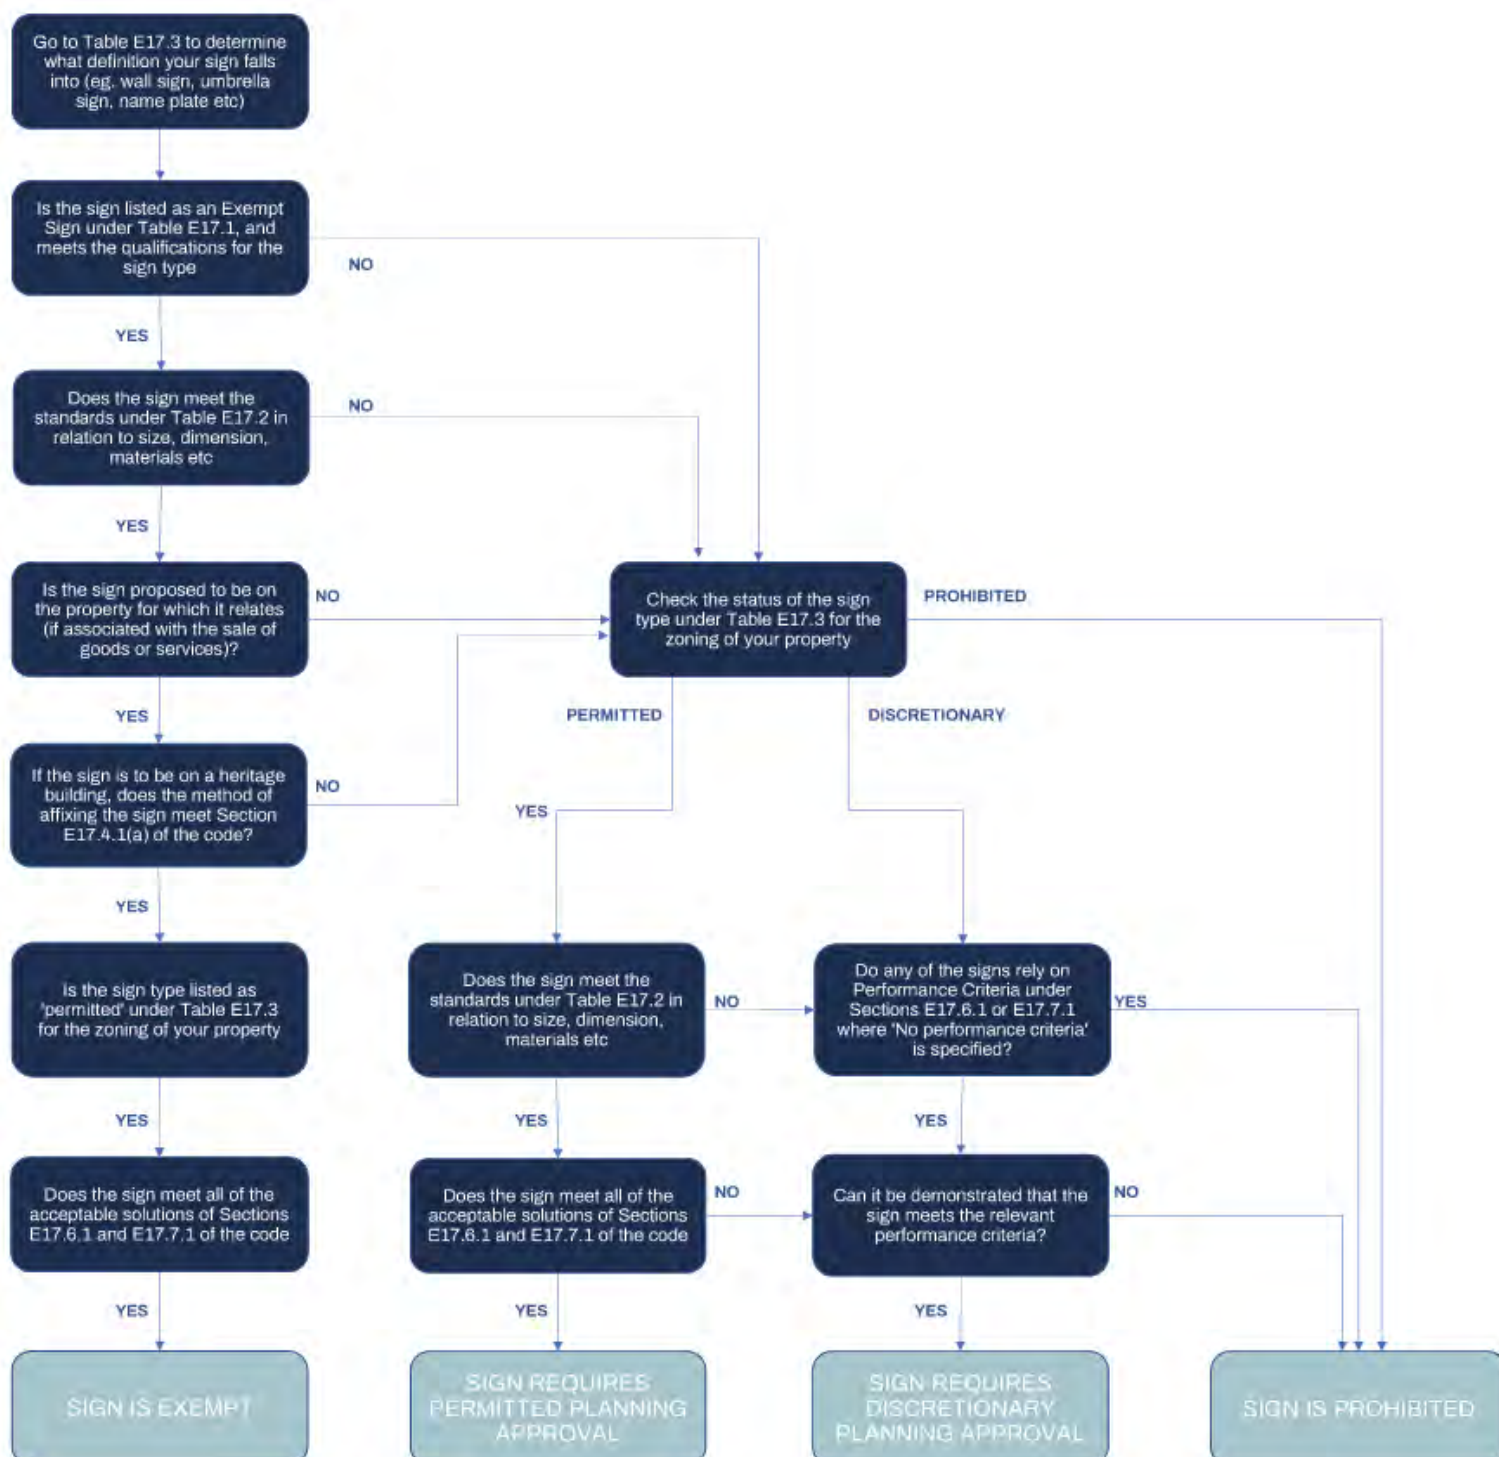 Go to Table E17.3 to determine
what definition your sign falls
into (eg. wall sign, umbrella
sign, name plate etc)
Is the sign listed as an Exempt
Sign under Table E17.1, and
meets the qualifications for the
sign type
NO
YES
Does the sign meet the
standards under Table E17.2 in
relation to size, dimension,
materials etc
NO
YES
Is the sign proposed to be on
the property for which it relates
(if associated with the sale of
goods or services)?
NO
Check the status of the sign
type under Table E17.3 for the
zoning of your property
PROHIBITED
YES
PERMITTED
DISCRETIONARY
If the sign is to be on a heritage
building, does the method of
affixing the sign meet Section
E17.4.1(a) of the code?
NO
YES
YES
Is the sign type listed as
'permitted' under Table E17.3
for the zoning of your property
Does the sign meet the
standards under Table E17.2 in
relation to size, dimension,
materials etc
NO
Do any of the signs rely on
Performance Criteria under
Sections E17.6.1 or E17.7.1
where 'No performance criteria'
is specified?
YES
YES
YES
YES
Does the sign meet all of the
acceptable solutions of Sections
E17.6.1 and E17.7.1 of the code
Does the sign meet all of the
acceptable solutions of Sections
E17.6.1 and E17.7.1 of the code
NO
Can it be demonstrated that the
sign meets the relevant
performance criteria?
NO
YES
YES
YES
SIGN IS EXEMPT
SIGN REQUIRES
PERMITTED PLANNING
APPROVAL
SIGN REQUIRES
DISCRETIONARY
PLANNING APPROVAL
SIGN IS PROHIBITED